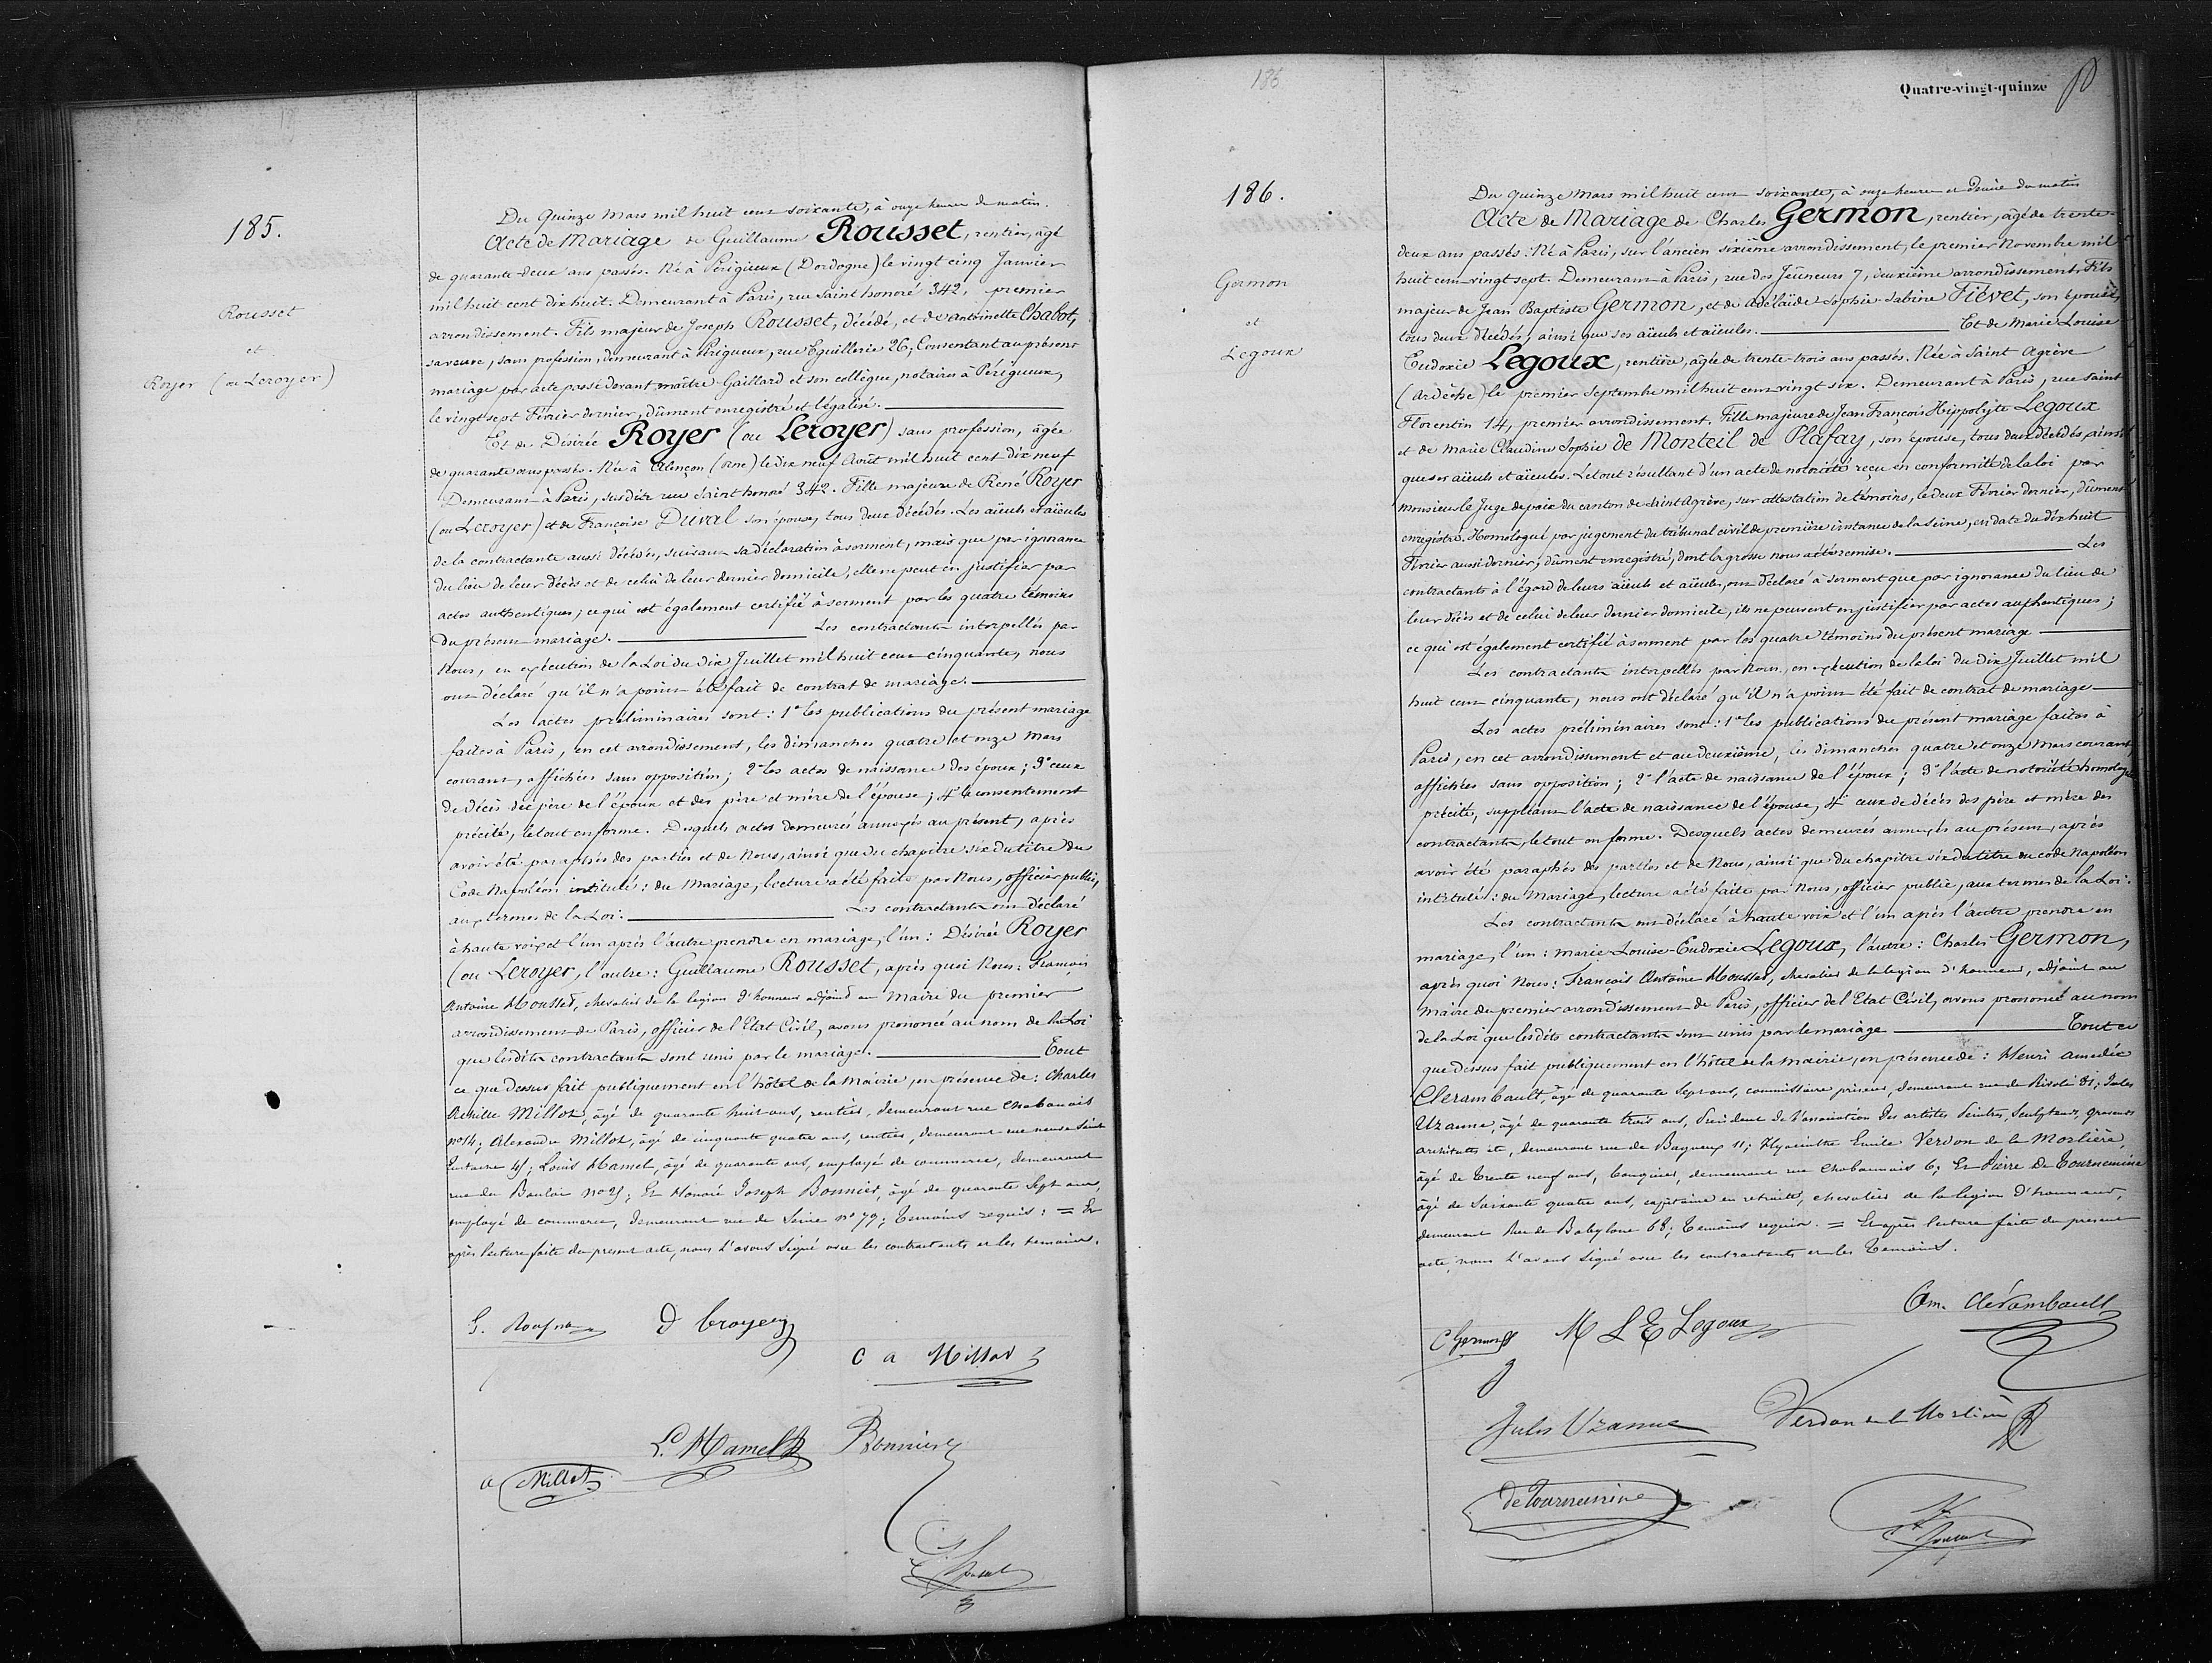 185.
Rousset
et
Royer (ou Leroyer)
Du Quinze Mars mil huit cent soixante, à onze heures du matin.
Acte de Mariage de Guillaume Rousset, rentier, âgé
de quarante-deux ans passés. Né à Périgueux (Dordogne) le vingt cinq Janvier
mil huit cent dix huit. Demeurant à Paris, rue Saint honoré 342, premier
arrondissement. Fils majeur de Joseph Rousset, décédé, et de Antoinette Chabot,
sa veuve, sans profession, demeurant à Périgueux, rue Eguillerie 26, Consentant au présent
mariage par acte passé devant maître Gaillard et son collègue, notaires à Périgueux,
le vingt sept Février dernier, dûment enregistré et légalisé.
Et de Désirée Royer (ou Leroyer) sans profession, âgée
de quarante ans passés. Née à Alençon (Orne) le dix neuf Août mil huit cent dix neuf
Demeurant à Paris, susdite rue Saint honoré 342. Fille majeure de René Royer
(ou Leroyer) et de Françoise Duval son épouse, tous deux décédés. Les aïeuls et aïeules
de la contractante aussi décédés, suivant sa déclaration à serment, mais que par ignorance
du lieu de leur décès et de celui de leur dernier domicile, elle ne peut en justifier par
actes authentiques; ce qui est également certifié à serment par les quatre témoins
du présent mariage. Les contractants interpellés par
Nous, en exécution de la Loi du Dix Juillet mil huit cent cinquante, nous
ont déclaré qu'il n'a point été fait de contrat de mariage.
Les actes préliminaires sont: 1° les publications du présent mariage
faites à Paris, en cet arrondissement, les dimanches quatre et onze Mars
courant, affichées sans opposition; 2° les actes de naissance des époux; 3° ceux
de décès des père de l'époux et des père et mère de l'épouse; 4° le consentement
précité, le tout en forme. Desquels actes demeurés annexés au présent, après
avoir été paraphés des parties et de Nous, ainsi que du chapitre six du titre du
Code Napoléon intitulé: du Mariage, lecture a été faite par Nous, officier public,
aux termes de la Loi. Les contractants ont déclaré
à haute voix et l'un après l'autre prendre en mariage, l'un: Désirée Royer
(ou Leroyer, l'autre: Guillaume Rousset, après quoi Nous: François
Antoine Mousset, chevalier de la légion d'honneur adjoint au Maire du premier
arrondissement de Paris, officier de l'Etat Civil, avons prononcé au nom de la Loi
que lesdits contractants sont unis par le mariage. Tout
ce que dessus fait publiquement en l'hôtel de la Mairie, en présence de: Charles
Achille Millot, âgé de quarante huit ans, rentier, demeurant rue Chabanais
n° 14; Alexandre Millot, âgé de cinquante quatre ans, rentier, demeurant rue neuve Saint
45; Louis Hamel, âgé de quarante ans, employé de commerce, demeurant
rue du Bouloi n° 25; Et Honoré Joseph Bonnier, âgé de quarante sept ans,
employé de commerce, demeurant rue de Seine n° 79; témoins requis: = Et
après lecture faite du présent acte, nous l'avons signé avec les contractants et les témoins.
D Leroyer
C A Millot
L. Hamel Bonnier
A Millot
186
Quatre-vingt-quinze
186.
Germon
et
Legoux
Du Quinze Mars mil huit cent soixante, à onze heures et demie du matin
Acte de Mariage de Charles Germon, rentier, âgé de trente-
deux ans passés. Né à Paris, sur l'ancien sixième arrondissement, le premier Novembre mil
huit cent vingt sept. Demeurant à Paris, rue des Jeûneurs 7, deuxième arrondissement. Fils
majeur de Jean Baptiste Germon, et de Adélaïde Sophie Sabine Fiévet, son épouse,
tous deux décédés, ainsi que ses aïeuls et aïeules. Et de Marie Louise
Eudoxie Legoux, rentière, âgée de trente-trois ans passés. Née à Saint Agrève
(Ardèche) le premier Septembre mil huit cent vingt six. Demeurant à Paris, rue Saint
Florentin 14, premier arrondissement. Fille majeure de Jean François Hippolyte Legoux
et de Marie Claudine Sophie de Monteil de Plafay, son épouse, tous deux décédés, ainsi
que ses aïeuls et aïeules. Le tout résultant d'un acte de notoriété reçu en conformité de la loi par
Monsieur le Juge de paix du canton de Saint Agrève, sur attestation de témoins, le deux Février dernier, dûment
enregistré. Homologué par jugement du tribunal civil de première instance de la Seine, en date du dix huit
Février aussi dernier, dûment enregistré, dont la grosse nous a été remise. Les
contractants à l'égard de leurs aïeuls et aïeules, ont déclaré à serment que par ignorance du lieu de
leur décès et de celui de leur dernier domicile, ils ne peuvent en justifier par actes authentiques;
ce qui est également certifié à serment par les quatre témoins du présent mariage
Les contractants interpellés par Nous, en exécution de la loi du Dix Juillet mil
huit cent cinquante, nous ont déclaré qu'il n'a point été fait de contrat de mariage
Les actes préliminaires sont: 1° les publications du présent mariage faites à
Paris, en cet arrondissement et au deuxième, les dimanches quatre et onze Mars courant,
affichées sans opposition; 2° l'acte de naissance de l'époux; 3° l'acte de notoriété homologué
précité, suppléant l'acte de naissance de l'épouse, 4° ceux de décès des père et mère des
contractants, le tout en forme. Desquels actes demeurés annexés au présent, après
avoir été paraphés des parties et de Nous, ainsi que du chapitre six du titre du code Napoléon
intitulé: du Mariage, lecture a été faite par Nous, officier public, aux termes de la Loi.
Les contractants ont déclaré à haute voix et l'un après l'autre prendre en
mariage, l'un: Marie Louise Eudoxie Legoux, l'autre: Charles Germon,
après quoi Nous: François Antoine Mousset, chevalier de la légion d'honneur, adjoint au
Maire du premier arrondissement de Paris, officier de l'Etat Civil, avons prononcé au nom
de la Loi que lesdits contractants sont unis par le mariage Tout ce
que dessus fait publiquement en l'hôtel de la Mairie, en présence de: Henri Amédée
Clérambault, âgé de quarante sept ans, commissaire priseur, demeurant rue de Rivoli 81; Jules
Uzanne, âgé de quarante trois ans, Président de l'association des artistes Peintres, Sculpteurs, graveurs
architectes etc, demeurant rue de Bagneux 11; Hyacinthe Emile Verdon de la Morlière,
âgé de trente neuf ans, banquier, demeurant rue Chabannais 6; Et Pierre de Tournemine
âgé de soixante quatre ans, capitaine en retraite, chevalier de la légion d'honneur,
demeurant Rue de Babylone 68; témoins requis. = Et après lecture faite du présent
acte, nous l'avons signé avec les contractants et les témoins.
C Germon M L E Legoux Am. Clérambault
Jules Uzanne Verdon de la Morlière
de Tournemine